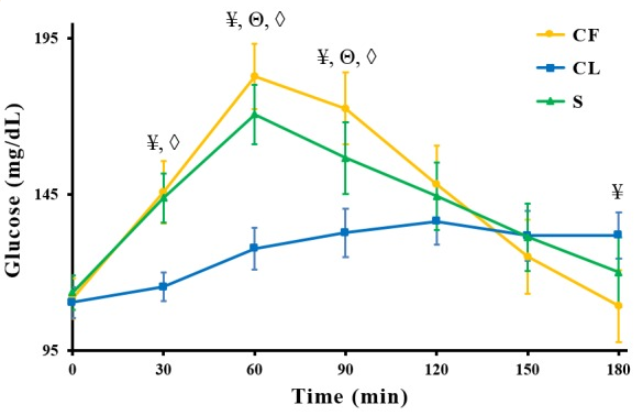 ¥, Θ, ◊
¥, Θ, ◊
¥, ◊
¥
CF
CL
S
195
145
95
Glucose (mg/dL)
0 30 60 90 120 150 180
Time (min)